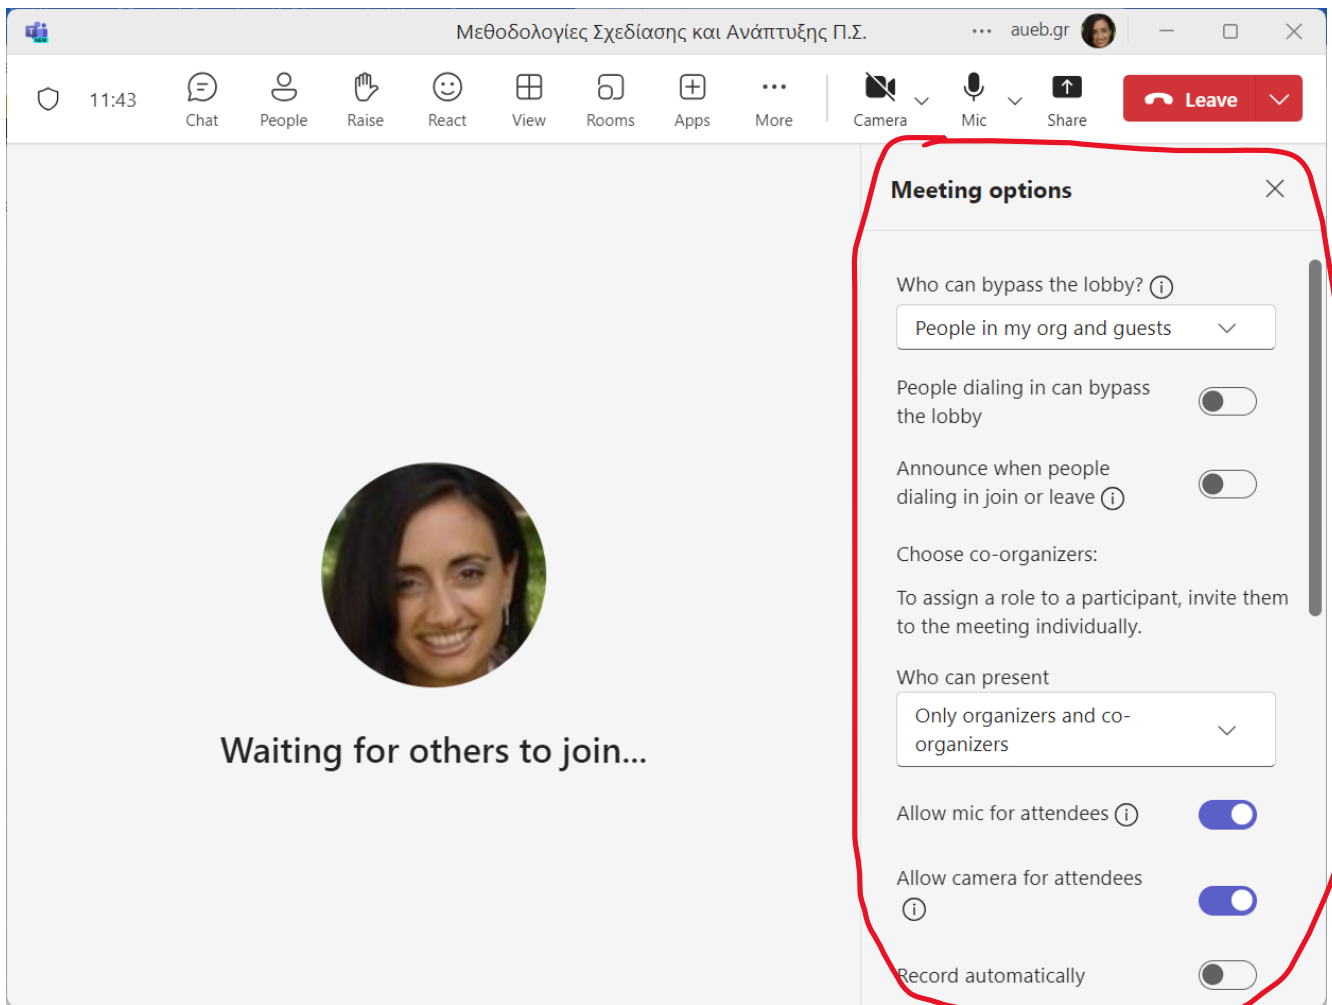 Μεθοδολογίες Σχεδίασης και Ανάπτυξης Π.Σ.
aueb.gr
NEW
11:43
Chat
People
Raise
React
View
Rooms
Apps
More
Camera
Mic
Share
Leave
Meeting options
Who can bypass the lobby?
People in my org and guests
People dialing in can bypass
the lobby
Announce when people
dialing in join or leave
Choose co-organizers:
To assign a role to a participant, invite them
to the meeting individually.
Who can present
Only organizers and co-
organizers
Allow mic for attendees
Allow camera for attendees
Record automatically
Waiting for others to join...